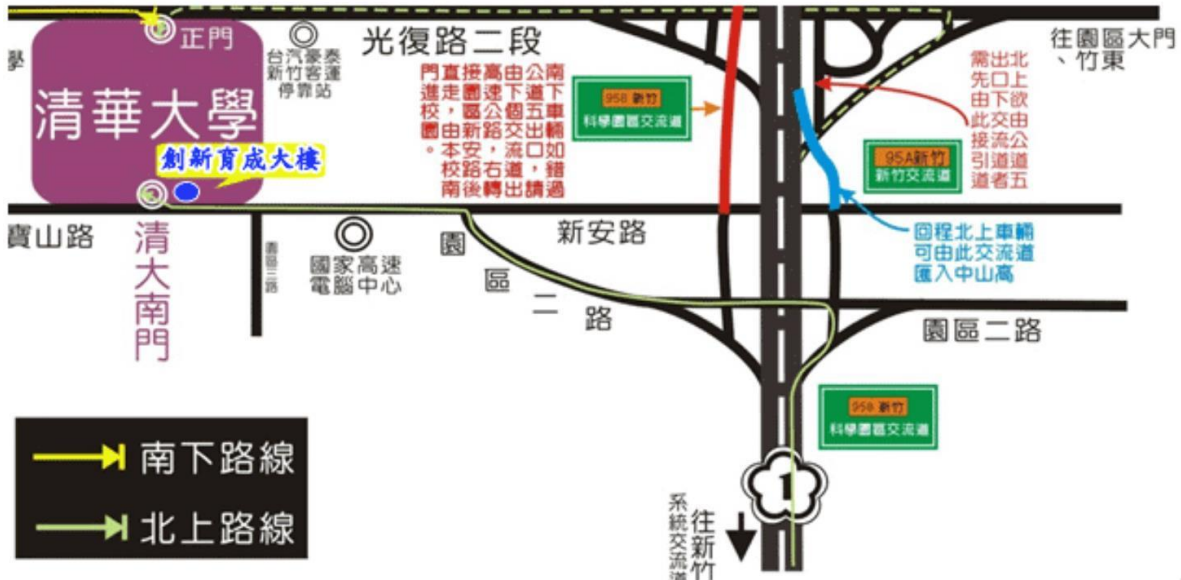 正門
學
清華大學
創新育成大樓
台汽豪泰
新竹客運
停靠站
光復路二段
南下車輛如錯過
公道五出口，請
由下個交流道出
高速公路，右轉
接園區新安路後
直走，由本校南
門進校園。
95B 新竹
科學園區交流道
北上欲由公道五
出口下交流道者
需先由此接引道
往園區大門
、竹東
95A新竹
新竹交流道
回程北上車輛
可由此交流道
匯入中山高
寶山路
清大南門
園區三路
國家高速
電腦中心
新安路
園區二路
園區二路
95B 新竹
科學園區交流道
1
往新竹
系統交流道
南下路線
北上路線